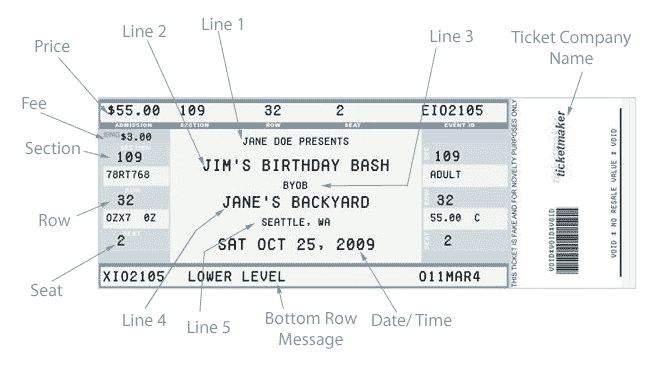 Line 2
Line 1
Price
Line 3
Ticket Company
Name
Fee
Section
Row
Seat
$55.00 109 32 2 EIO2105
ADMISSION SECTION ROW SEAT EVENT ID
$3.00
JANE DOE PRESENTS
109
JIM'S BIRTHDAY BASH
109
78RT768
BYOB
ADULT
32
JANE'S BACKYARD
32
OZX7 0Z
SEATTLE, WA
55.00 C
2
SAT OCT 25, 2009
2
XIO2105 LOWER LEVEL 011MAR4
THIS TICKET IS FAKE AND FOR NOVELTY PURPOSES ONLY
ticketmaker
VOID#VOID#VOID
VOID # NO RESALE VALUE # VOID
Line 4
Line 5
Bottom Row
Message
Date/ Time